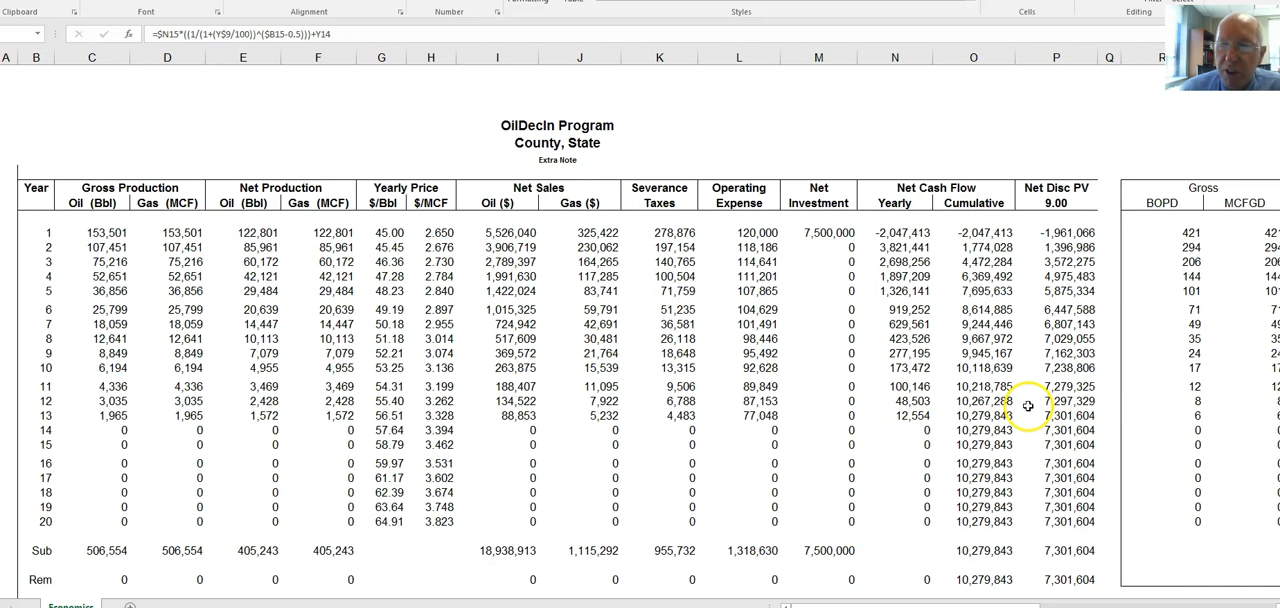 Clipboard Font Alignment Number Styles Cells Editing
fx =$N15*((1/(1+(Y$9/100))^($B15-0.5)))+Y14
A B C D E F G H I J K L M N O P Q R
OilDecIn Program
County, State
Extra Note
Year Gross Production Net Production Yearly Price Net Sales Severance Operating Net Net Cash Flow Net Disc PV Gross
Oil (Bbl) Gas (MCF) Oil (Bbl) Gas (MCF) $/Bbl $/MCF Oil ($) Gas ($) Taxes Expense Investment Yearly Cumulative 9.00 BOPD MCFGD
1 153,501 153,501 122,801 122,801 45.00 2.650 5,526,040 325,422 278,876 120,000 7,500,000 -2,047,413 -2,047,413 -1,961,066 421 421
2 107,451 107,451 85,961 85,961 45.45 2.676 3,906,719 230,062 197,154 118,186 0 3,821,441 1,774,028 1,396,986 294 294
3 75,216 75,216 60,172 60,172 46.36 2.730 2,789,397 164,265 140,765 114,641 0 2,698,256 4,472,284 3,572,275 206 206
4 52,651 52,651 42,121 42,121 47.28 2.784 1,991,630 117,285 100,504 111,201 0 1,897,209 6,369,492 4,975,483 144 144
5 36,856 36,856 29,484 29,484 48.23 2.840 1,422,024 83,741 71,759 107,865 0 1,326,141 7,695,633 5,875,334 101 101
6 25,799 25,799 20,639 20,639 49.19 2.897 1,015,325 59,791 51,235 104,629 0 919,252 8,614,885 6,447,588 71 71
7 18,059 18,059 14,447 14,447 50.18 2.955 724,942 42,691 36,581 101,491 0 629,561 9,244,446 6,807,143 49 49
8 12,641 12,641 10,113 10,113 51.18 3.014 517,609 30,481 26,118 98,446 0 423,526 9,667,972 7,029,055 35 35
9 8,849 8,849 7,079 7,079 52.21 3.074 369,572 21,764 18,648 95,492 0 277,195 9,945,167 7,162,303 24 24
10 6,194 6,194 4,955 4,955 53.25 3.136 263,875 15,539 13,315 92,628 0 173,472 10,118,639 7,238,806 17 17
11 4,336 4,336 3,469 3,469 54.31 3.199 188,407 11,095 9,506 89,849 0 100,146 10,218,785 7,279,325 12 12
12 3,035 3,035 2,428 2,428 55.40 3.262 134,522 7,922 6,788 87,153 0 48,503 10,267,288 7,297,329 8 8
13 1,965 1,965 1,572 1,572 56.51 3.328 88,853 5,232 4,483 77,048 0 12,554 10,279,843 7,301,604 6 6
14 0 0 0 0 57.64 3.394 0 0 0 0 0 0 10,279,843 7,301,604 0 0
15 0 0 0 0 58.79 3.462 0 0 0 0 0 0 10,279,843 7,301,604 0 0
16 0 0 0 0 59.97 3.531 0 0 0 0 0 0 10,279,843 7,301,604 0 0
17 0 0 0 0 61.17 3.602 0 0 0 0 0 0 10,279,843 7,301,604 0 0
18 0 0 0 0 62.39 3.674 0 0 0 0 0 0 10,279,843 7,301,604 0 0
19 0 0 0 0 63.64 3.748 0 0 0 0 0 0 10,279,843 7,301,604 0 0
20 0 0 0 0 64.91 3.823 0 0 0 0 0 0 10,279,843 7,301,604 0 0
Sub 506,554 506,554 405,243 405,243 18,938,913 1,115,292 955,732 1,318,630 7,500,000 10,279,843 7,301,604
Rem 0 0 0 0 0 0 0 0 0 0 10,279,843 7,301,604
Economics